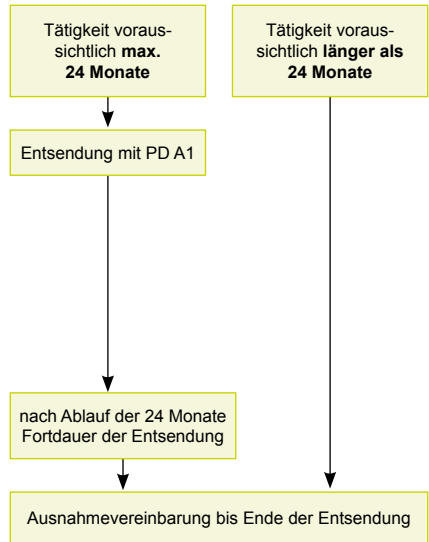 Tätigkeit voraus-
sichtlich max.
24 Monate
Tätigkeit voraus-
sichtlich länger als
24 Monate
Entsendung mit PD A1
nach Ablauf der 24 Monate
Fortdauer der Entsendung
Ausnahmevereinbarung bis Ende der Entsendung